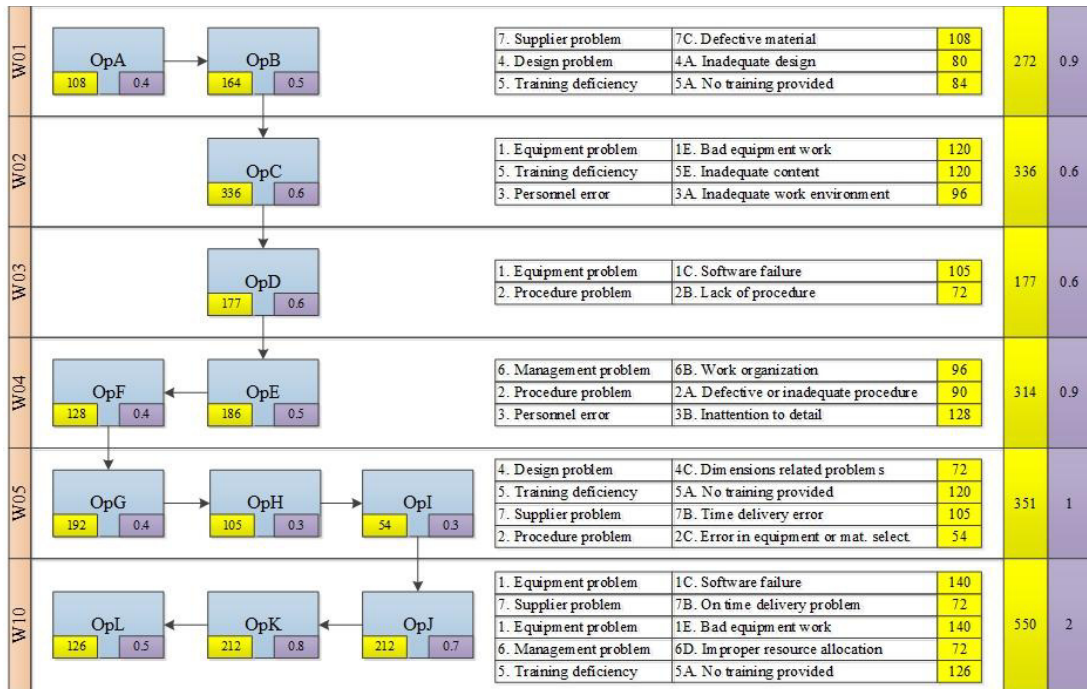 W01
OpA
108 0.4
OpB
164 0.5
7. Supplier problem 7C. Defective material 108
4. Design problem 4A. Inadequate design 80
5. Training deficiency 5A. No training provided 84
272 0.9
W02
OpC
336 0.6
1. Equipment problem 1E. Bad equipment work 120
5. Training deficiency 5E. Inadequate content 120
3. Personnel error 3A. Inadequate work environment 96
336 0.6
W03
OpD
177 0.6
1. Equipment problem 1C. Software failure 105
2. Procedure problem 2B. Lack of procedure 72
177 0.6
W04
OpF
128 0.4
OpE
186 0.5
6. Management problem 6B. Work organization 96
2. Procedure problem 2A. Defective or inadequate procedure 90
3. Personnel error 3B. Inattention to detail 128
314 0.9
W05
OpG
192 0.4
OpH
105 0.3
OpI
54 0.3
4. Design problem 4C. Dimensions related problems 72
5. Training deficiency 5A. No training provided 120
7. Supplier problem 7B. Time delivery error 105
2. Procedure problem 2C. Error in equipment or mat. select. 54
351 1
W10
OpL
126 0.5
OpK
212 0.8
OpJ
212 0.7
1. Equipment problem 1C. Software failure 140
7. Supplier problem 7B. On time delivery problem 72
1. Equipment problem 1E. Bad equipment work 140
6. Management problem 6D. Improper resource allocation 72
5. Training deficiency 5A. No training provided 126
550 2